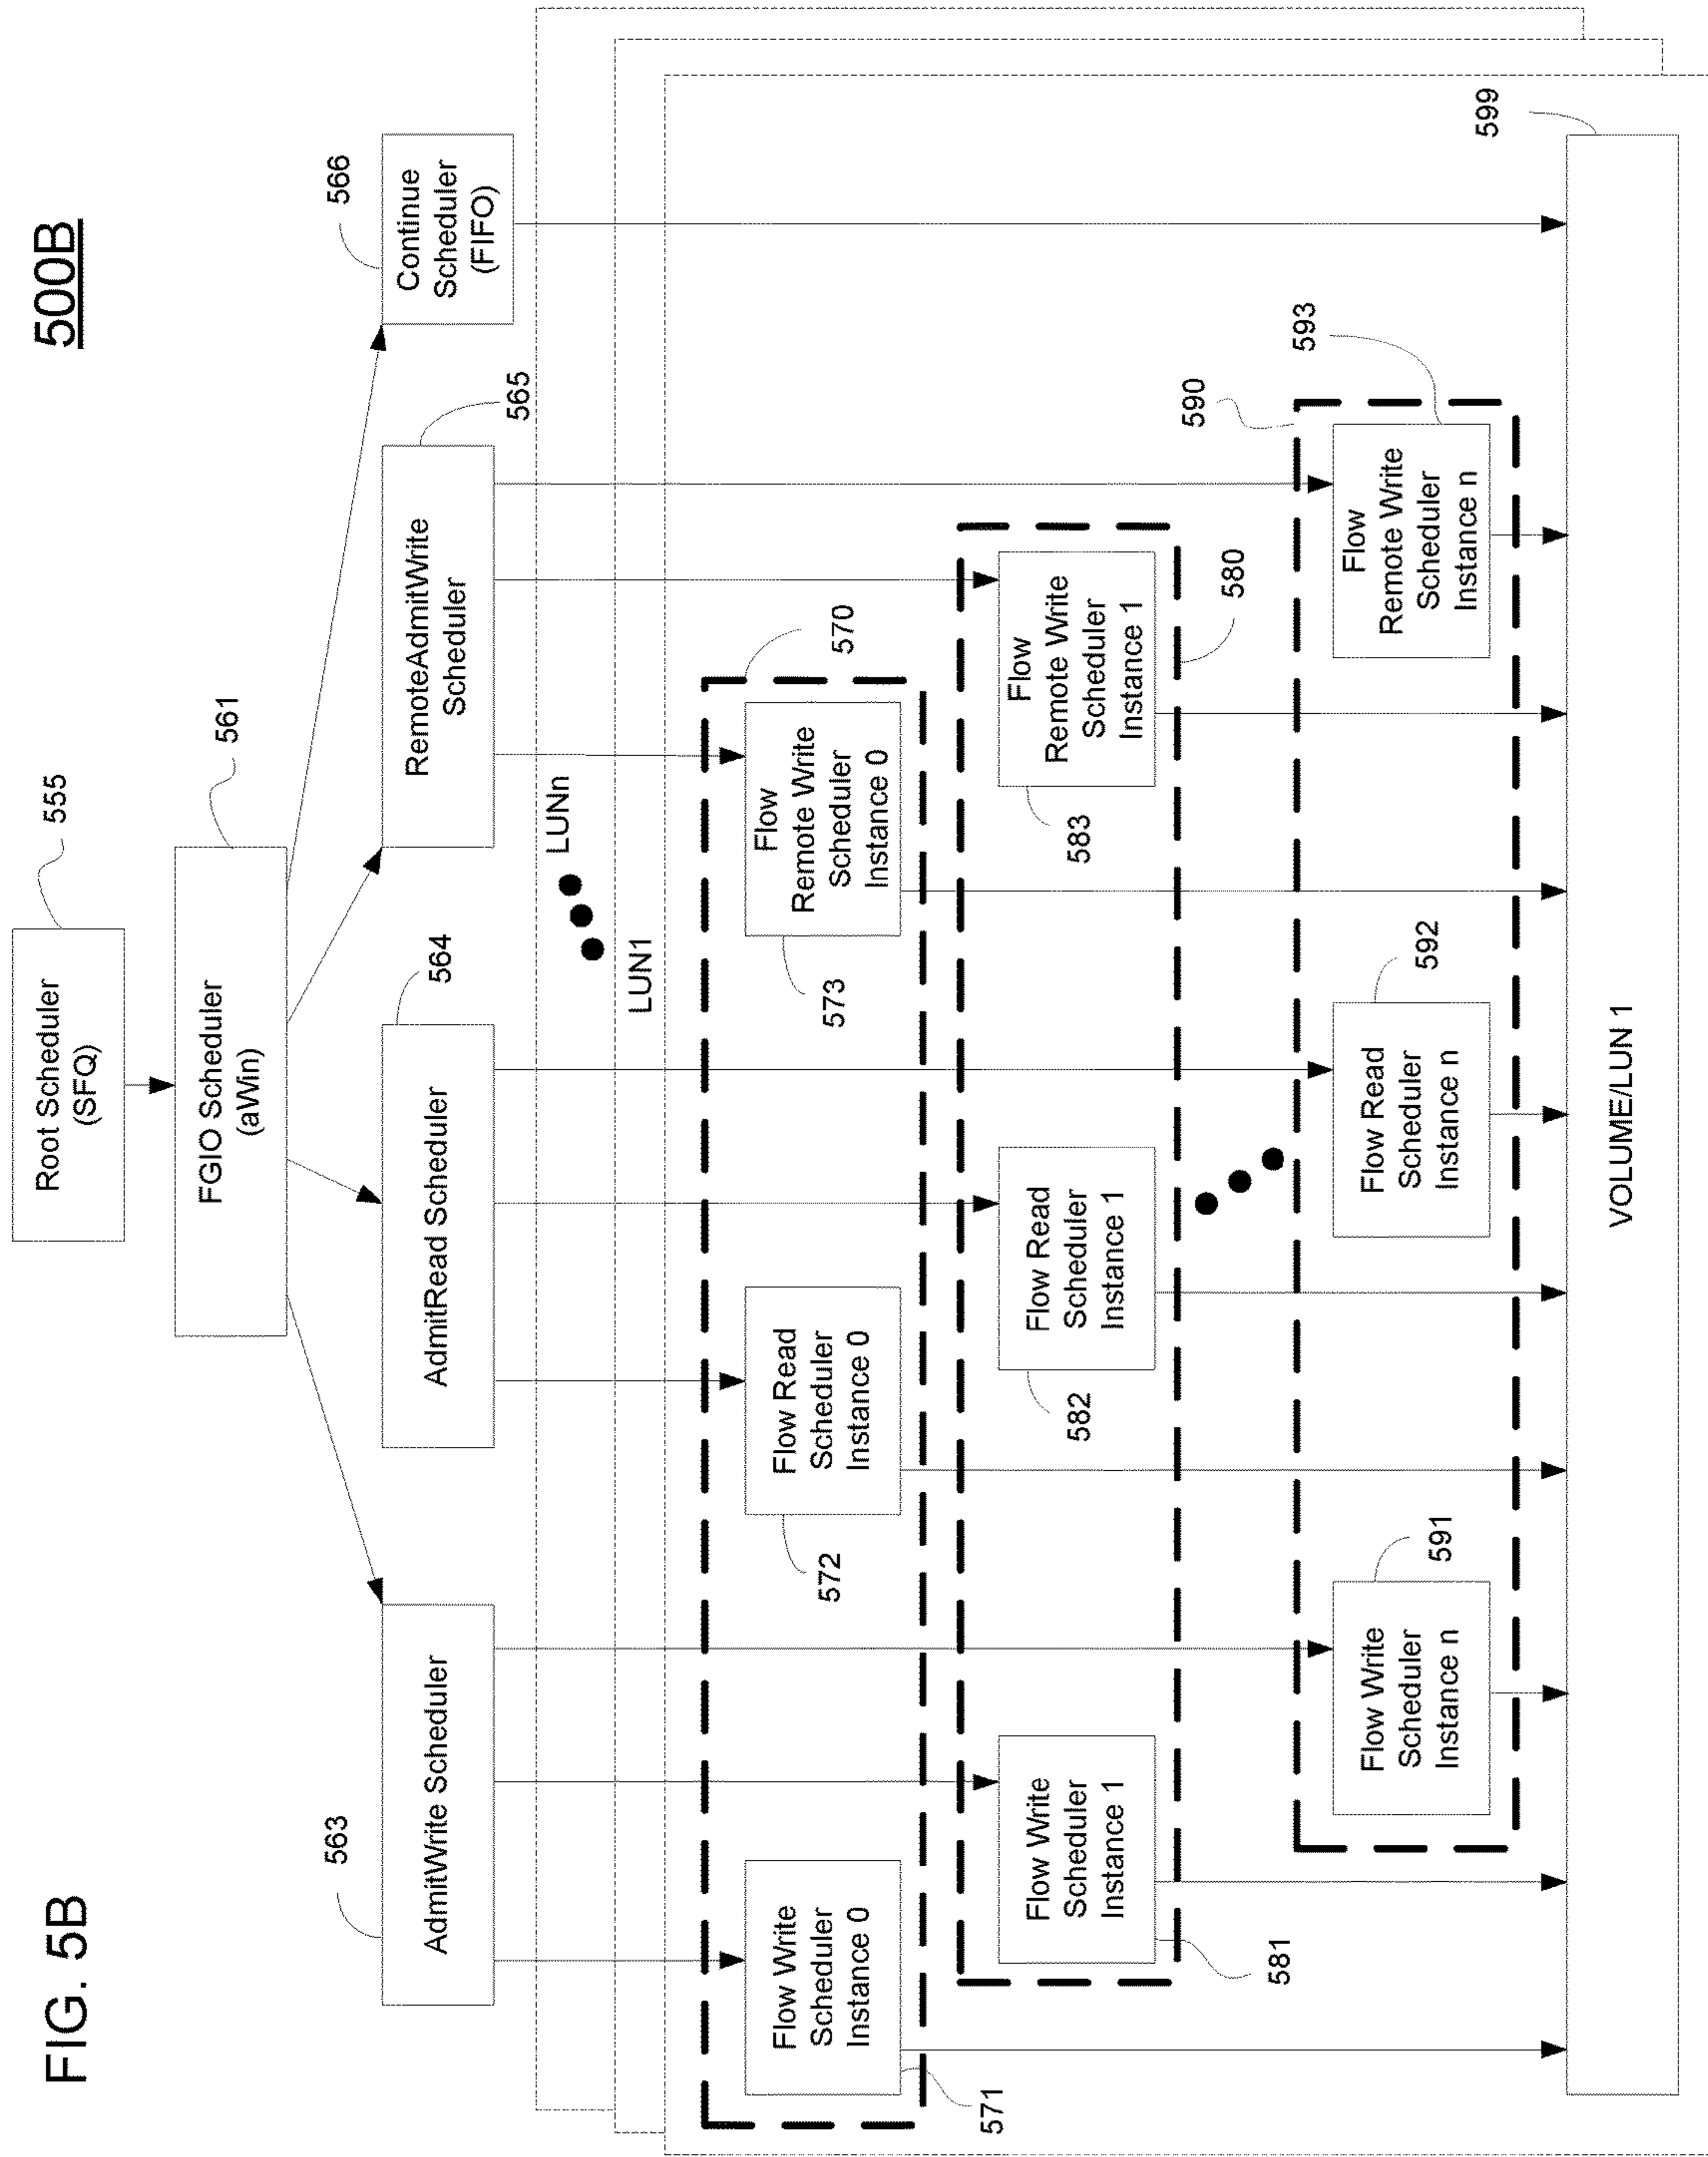 FIG. 5B
500B
Root Scheduler
(SFQ)
555
FGIO Scheduler
(aWin)
561
563
AdmitWrite Scheduler
AdmitRead Scheduler
564
RemoteAdmitWrite
Scheduler
565
Continue
Scheduler
(FIFO)
566
LUNn
LUN1
570
Flow Write
Scheduler
Instance 0
571
Flow Read
Scheduler
Instance 0
572
Flow
Remote Write
Scheduler
Instance 0
573
580
Flow Write
Scheduler
Instance 1
581
Flow Read
Scheduler
Instance 1
582
Flow
Remote Write
Scheduler
Instance 1
583
590
Flow Write
Scheduler
Instance n
591
Flow Read
Scheduler
Instance n
592
Flow
Remote Write
Scheduler
Instance n
593
VOLUME/LUN 1
599